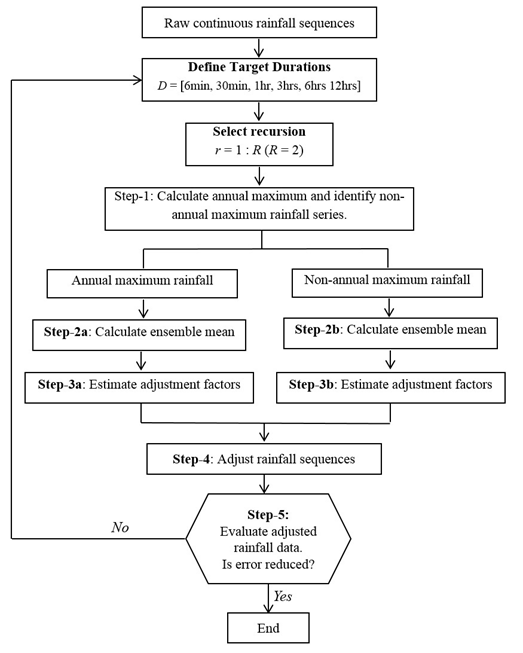 Raw continuous rainfall sequences
Define Target Durations
D = [6min, 30min, 1hr, 3hrs, 6hrs 12hrs]
Select recursion
r = 1 : R (R = 2)
Step-1: Calculate annual maximum and identify non-
annual maximum rainfall series.
Annual maximum rainfall
Non-annual maximum rainfall
Step-2a: Calculate ensemble mean
Step-2b: Calculate ensemble mean
Step-3a: Estimate adjustment factors
Step-3b: Estimate adjustment factors
Step-4: Adjust rainfall sequences
Step-5:
Evaluate adjusted
rainfall data.
Is error reduced?
No
Yes
End